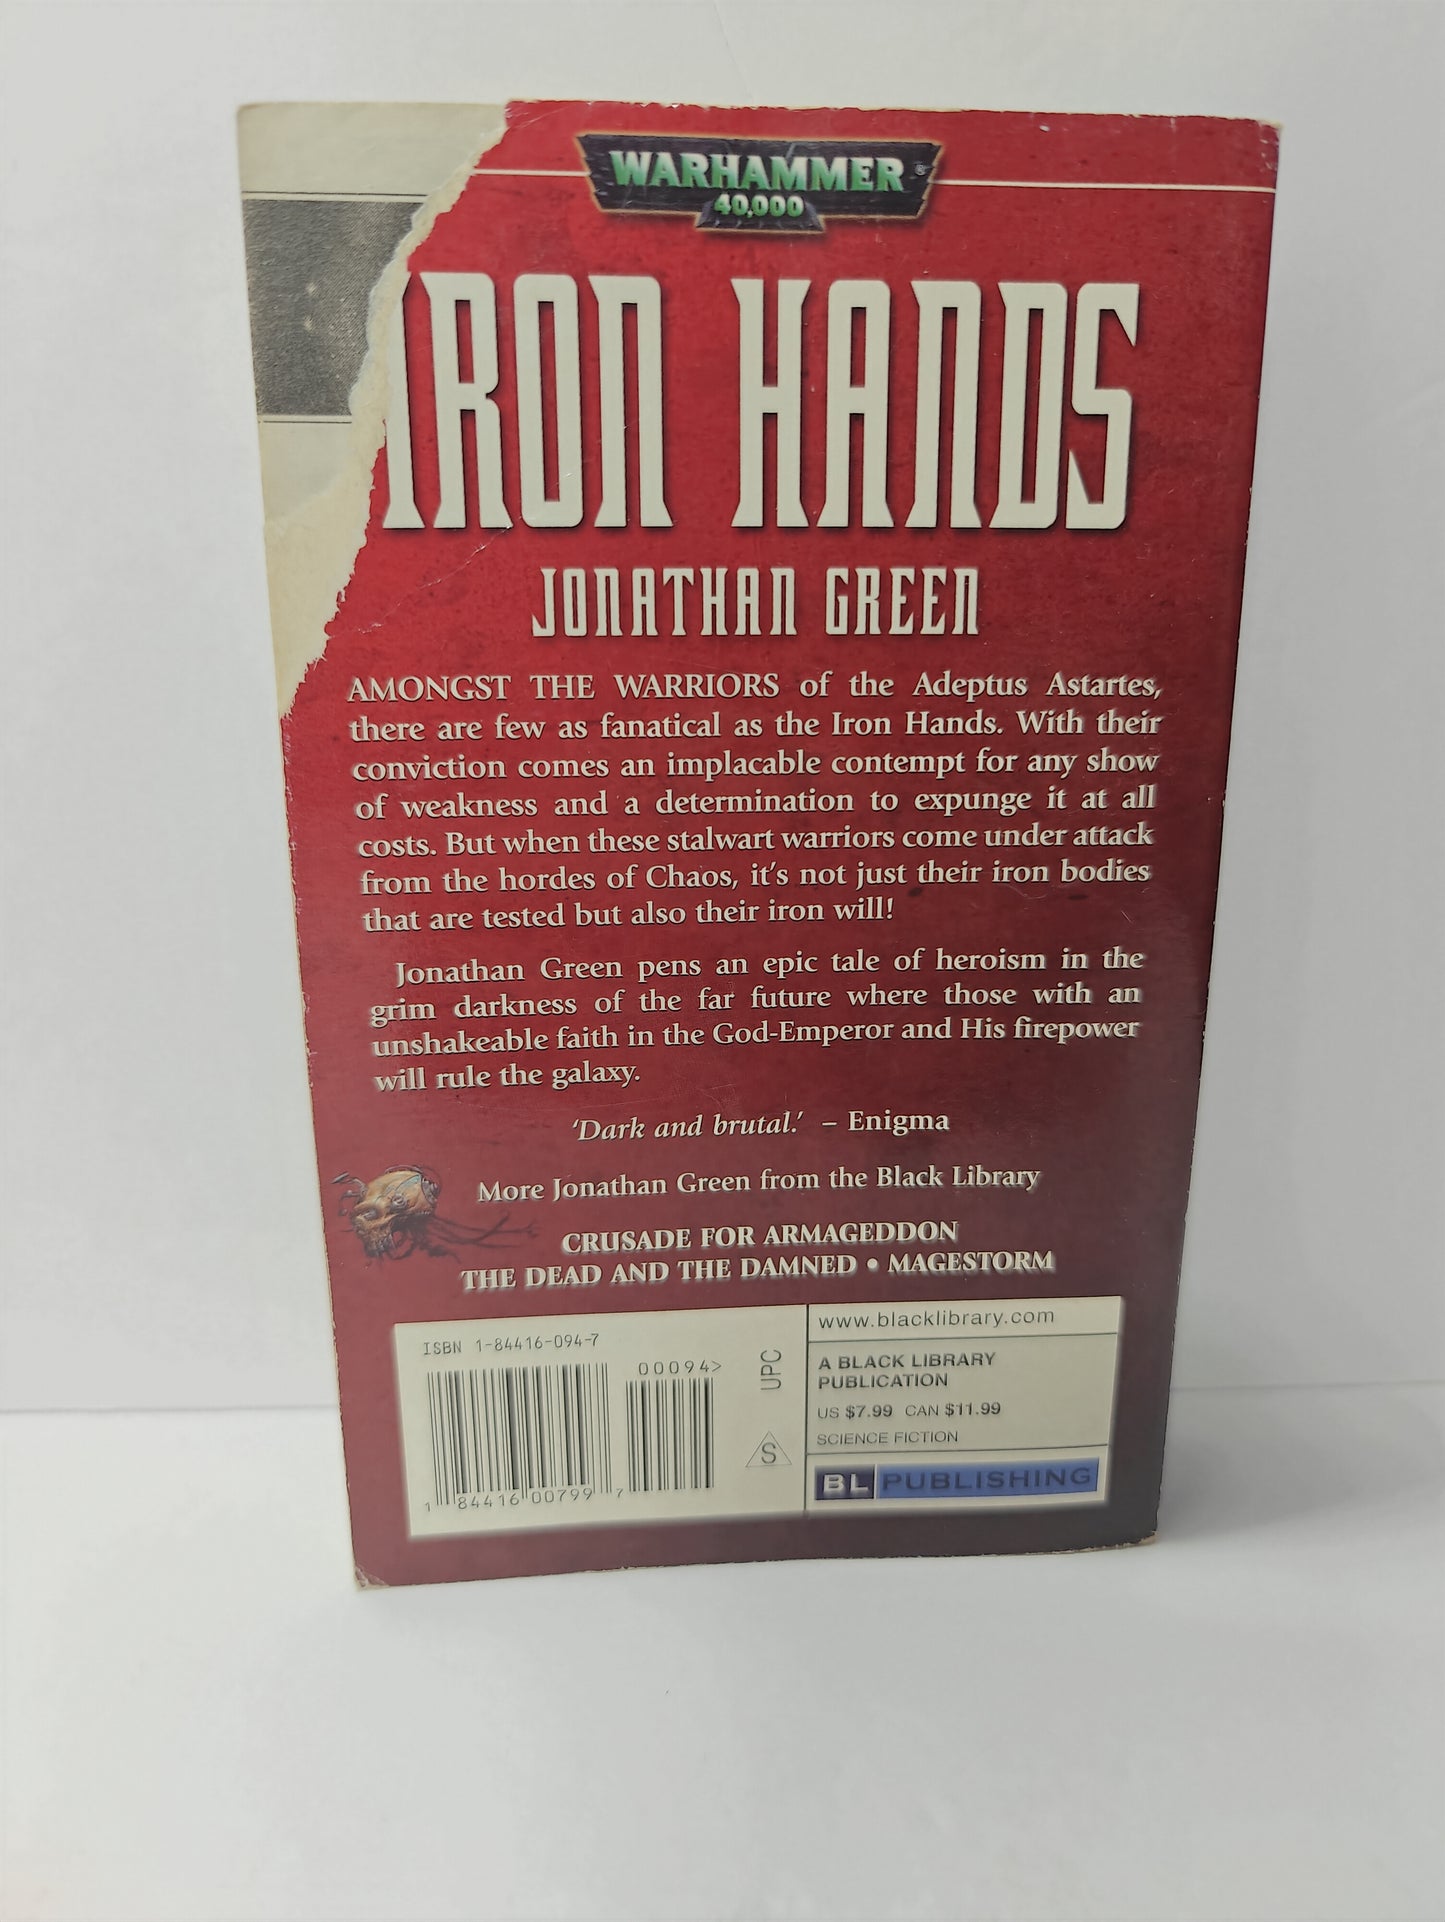 WARHAMMER®
40,000
IRON HANDS
JONATHAN GREEN
AMONGST THE WARRIORS of the Adeptus Astartes,
there are few as fanatical as the Iron Hands. With their
conviction comes an implacable contempt for any show
of weakness and a determination to expunge it at all
costs. But when these stalwart warriors come under attack
from the hordes of Chaos, it's not just their iron bodies
that are tested but also their iron will!
Jonathan Green pens an epic tale of heroism in the
grim darkness of the far future where those with an
unshakeable faith in the God-Emperor and His firepower
will rule the galaxy.
'Dark and brutal.' – Enigma
More Jonathan Green from the Black Library
CRUSADE FOR ARMAGEDDON
THE DEAD AND THE DAMNED • MAGESTORM
ISBN 1-84416-094-7
00094>
1 84416 00799 7
UPC
S
www.blacklibrary.com
A BLACK LIBRARY
PUBLICATION
US $7.99 CAN $11.99
SCIENCE FICTION
BL PUBLISHING